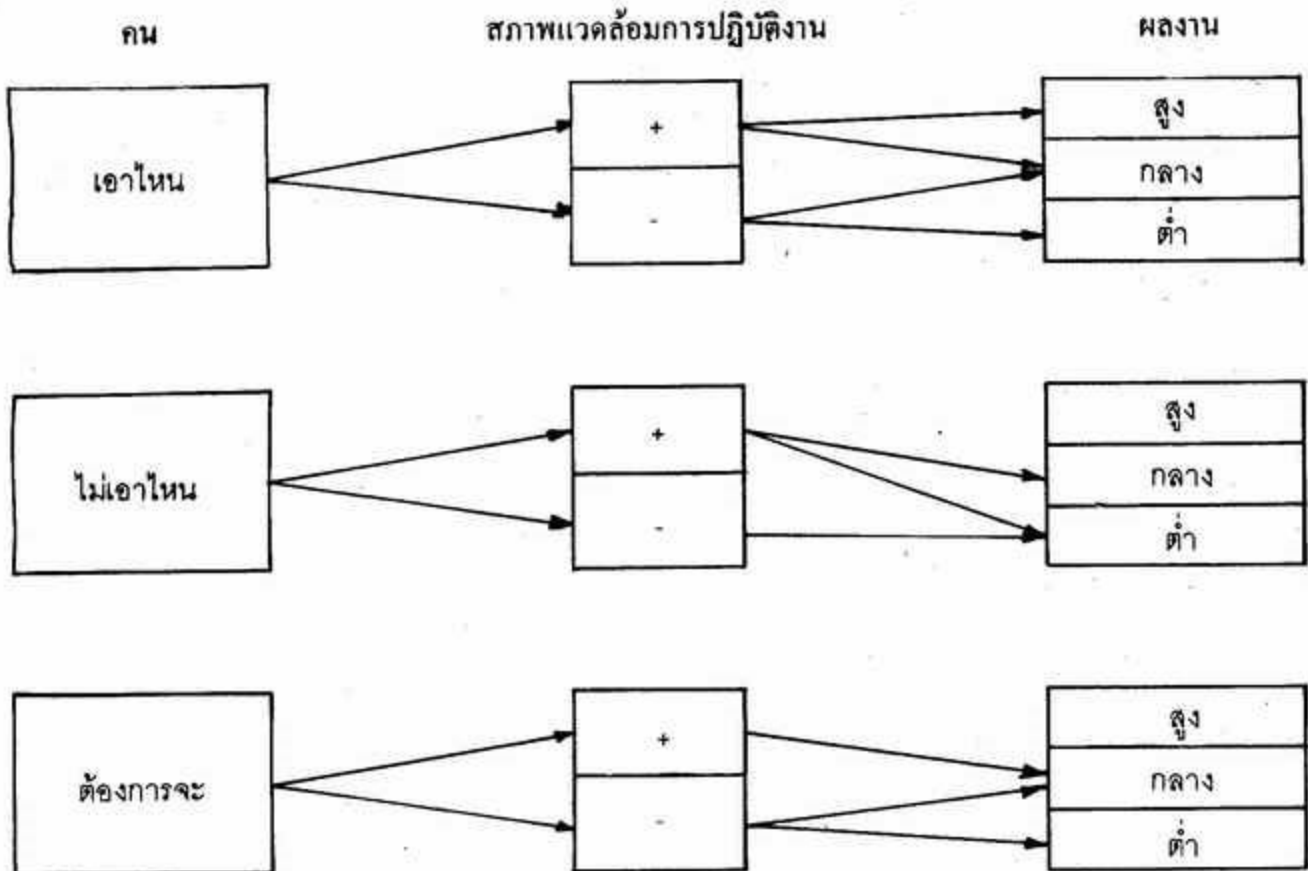 คน สภาพแวดล้อมการปฏิบัติงาน ผลงาน
เอาไหน
+
-
สูง
กลาง
ต่ำ
ไม่เอาไหน
+
-
สูง
กลาง
ต่ำ
ต้องการจะ
+
-
สูง
กลาง
ต่ำ